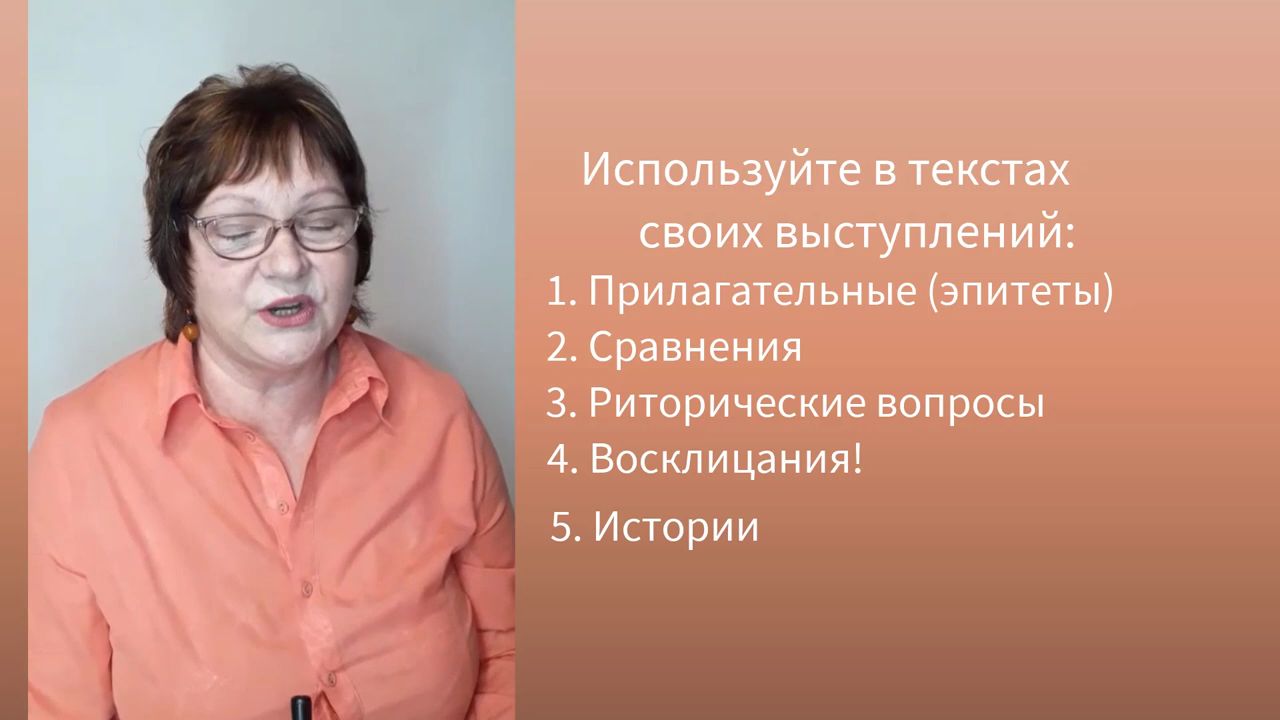 Используйте в текстах
своих выступлений:
1. Прилагательные (эпитеты)
2. Сравнения
3. Риторические вопросы
4. Восклицания!
5. Истории